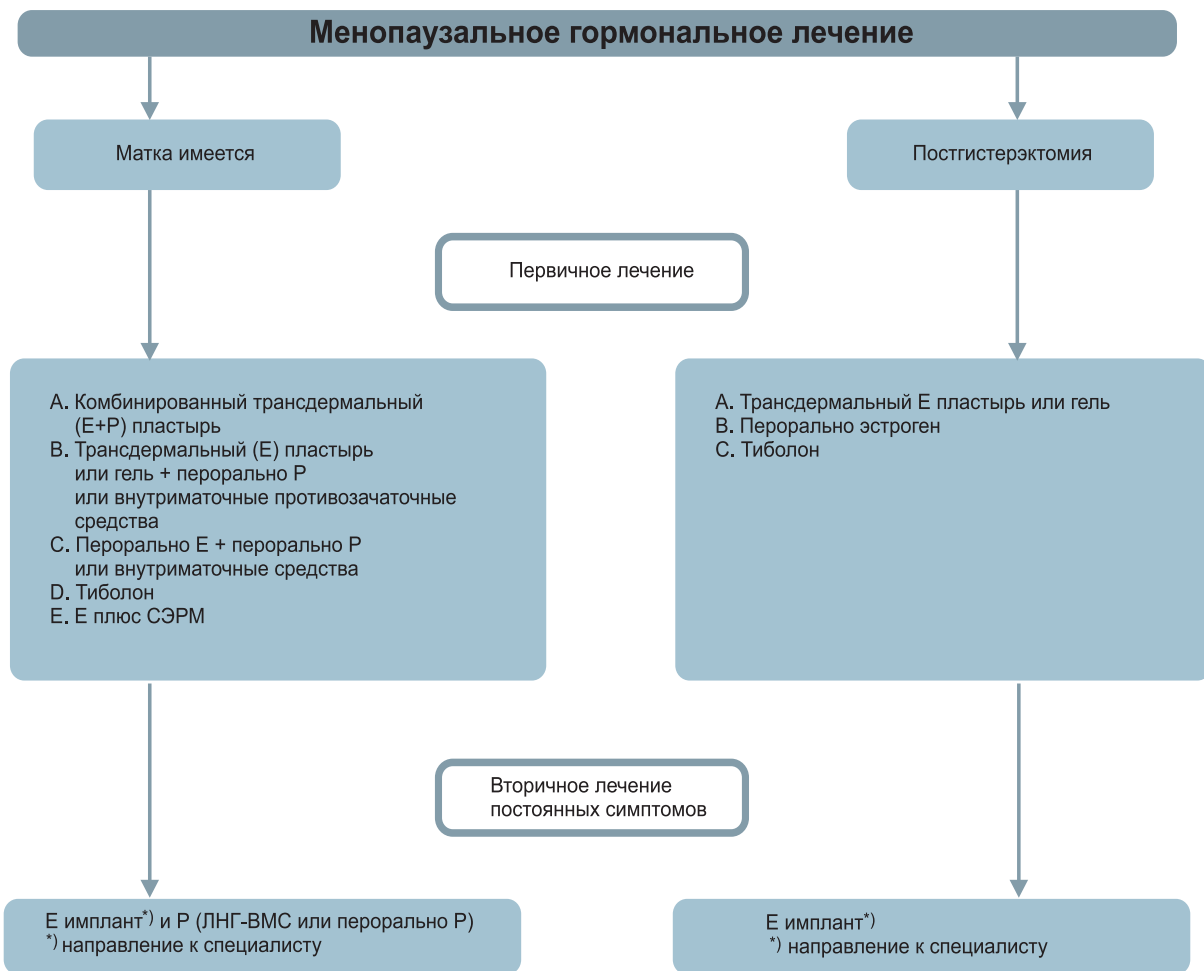 Менопаузальное гормональное лечение
Матка имеется
Постгистерэктомия
Первичное лечение
A. Комбинированный трансдермальный
(E+P) пластырь
B. Трансдермальный (E) пластырь
или гель + перорально P
или внутриматочные противозачаточные
средства
C. Перорально E + перорально P
или внутриматочные средства
D. Тиболон
E. E плюс СЭРМ
A. Трансдермальный E пластырь или гель
B. Перорально эстроген
C. Тиболон
Вторичное лечение
постоянных симптомов
E имплант*) и P (ЛНГ-ВМС или перорально P)
*) направление к специалисту
E имплант*)
*) направление к специалисту